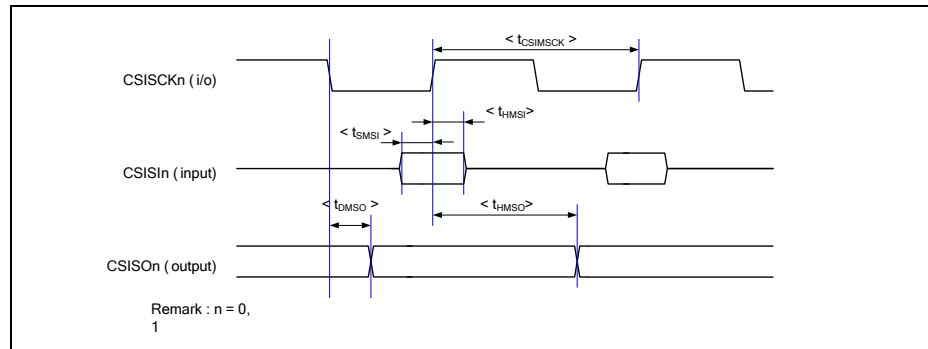 < tCSIMSCK >
CSISCKn ( i/o)
< tHMSI>
< tSMSI >
CSISIn ( input)
< tDMSO >
< tHMSO>
CSISOn ( output)
Remark : n = 0,
1